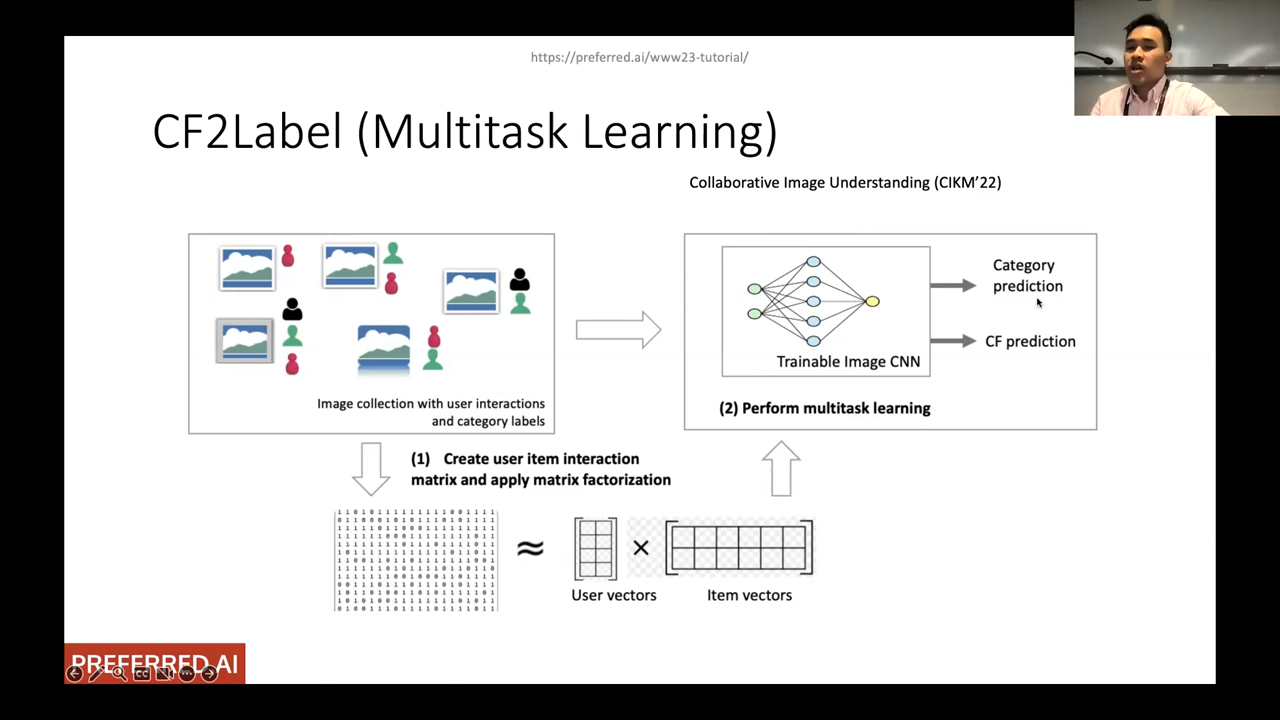 https://preferred.ai/www23-tutorial/
CF2Label (Multitask Learning)
Collaborative Image Understanding (CIKM'22)
Image collection with user interactions
and category labels
Category
prediction
CF prediction
Trainable Image CNN
(2) Perform multitask learning
(1) Create user item interaction
matrix and apply matrix factorization
≈
×
User vectors
Item vectors
PREFERRED.AI